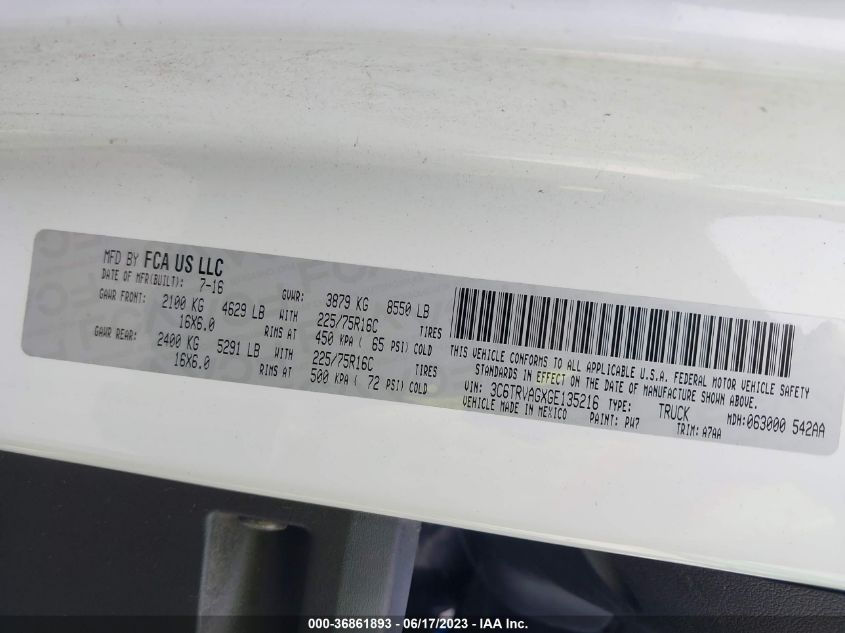 MFD BY FCA US LLC
DATE OF MFR(BUILT): 7-16
GVWR: 3879 KG 8550 LB
GAWR FRONT: 2100 KG 4629 LB WITH 225/75R16C TIRES
16X6.0 RIMS AT 450 KPA ( 65 PSI) COLD
GAWR REAR: 2400 KG 5291 LB WITH 225/75R16C TIRES
16X6.0 RIMS AT 500 KPA ( 72 PSI) COLD
THIS VEHICLE CONFORMS TO ALL APPLICABLE U.S.A. FEDERAL MOTOR VEHICLE SAFETY
STANDARDS IN EFFECT ON THE DATE OF MANUFACTURE SHOWN ABOVE.
VIN: 3C6TRVAGXGE135216 TYPE: TRUCK MDH:063000 542AA
VEHICLE MADE IN MEXICO PAINT: PW7 TRIM: A7AA
000-36861893 - 06/17/2023 - IAA Inc.